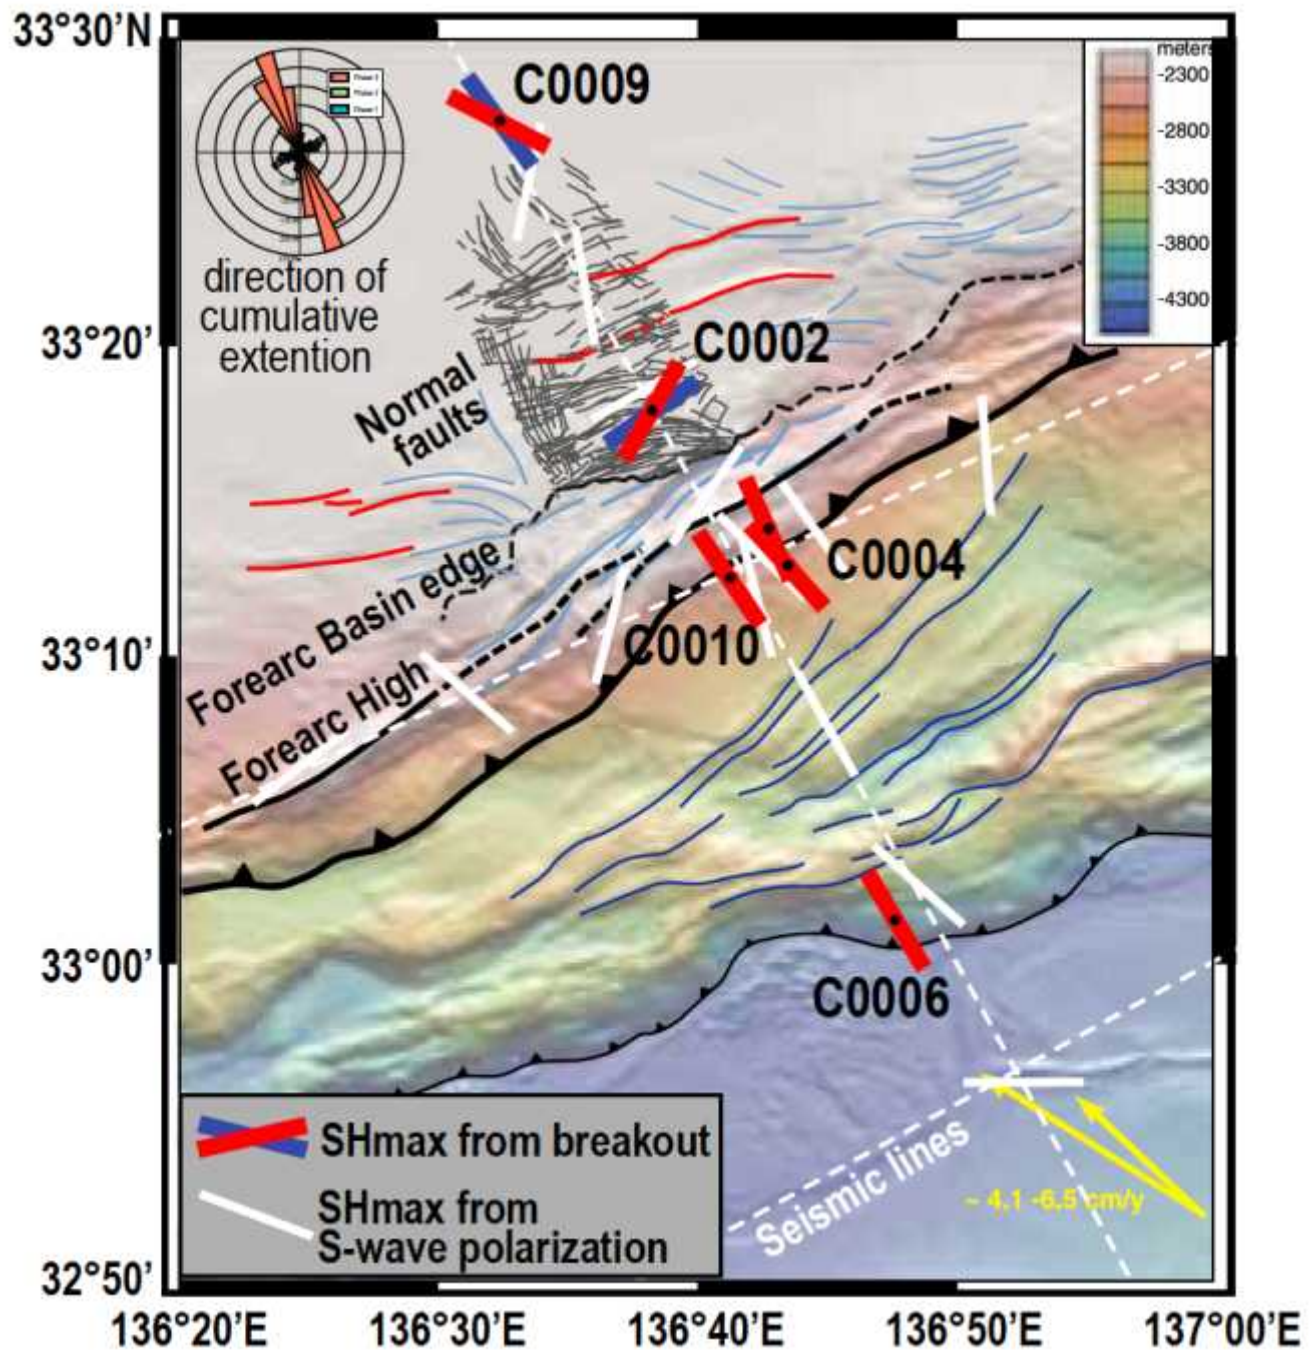 33°30'N
33°20'
33°10'
33°00'
32°50'
136°20'E
136°30'E
136°40'E
136°50'E
137°00'E
meters
-2300
-2800
-3300
-3800
-4300
direction of
cumulative
extention
C0009
C0002
C0004
C0010
C0006
Normal
faults
Forearc Basin edge
Forearc High
Seismic lines
~ 4.1 -6.5 cm/y
SHmax from breakout
SHmax from
S-wave polarization